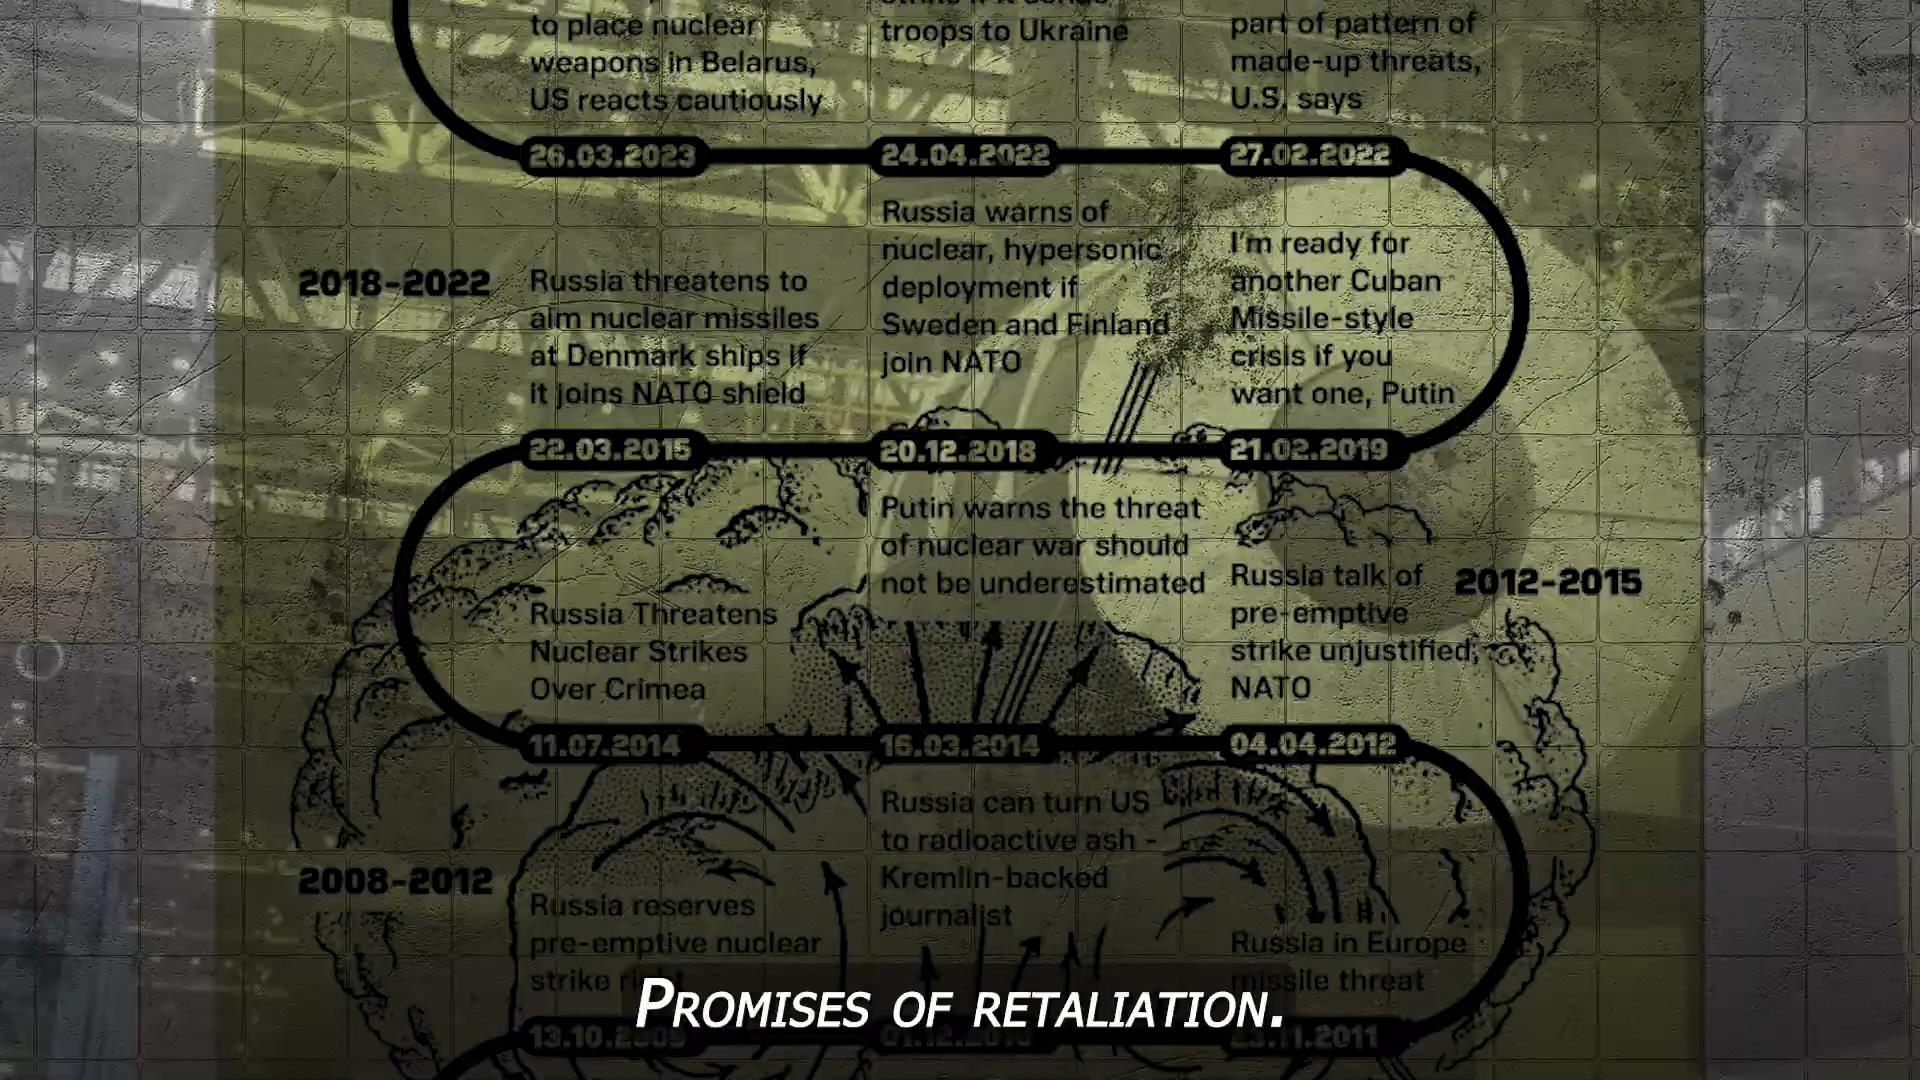 to place nuclear
weapons in Belarus,
US reacts cautiously
26.03.2023
troops to Ukraine
24.04.2022
part of pattern of
made-up threats,
U.S. says
27.02.2022
2018-2022
Russia threatens to
aim nuclear missiles
at Denmark ships if
it joins NATO shield
22.03.2015
Russia warns of
nuclear, hypersonic
deployment if
Sweden and Finland
join NATO
20.12.2018
I'm ready for
another Cuban
Missile-style
crisis if you
want one, Putin
21.02.2019
Russia Threatens
Nuclear Strikes
Over Crimea
11.07.2014
Putin warns the threat
of nuclear war should
not be underestimated
16.03.2014
Russia talk of
pre-emptive
strike unjustified,
NATO
04.04.2012
2012-2015
2008-2012
Russia reserves
pre-emptive nuclear
strike right
Russia can turn US
to radioactive ash -
Kremlin-backed
journalist
Russia in Europe
missile threat
23.11.2011
PROMISES OF RETALIATION.